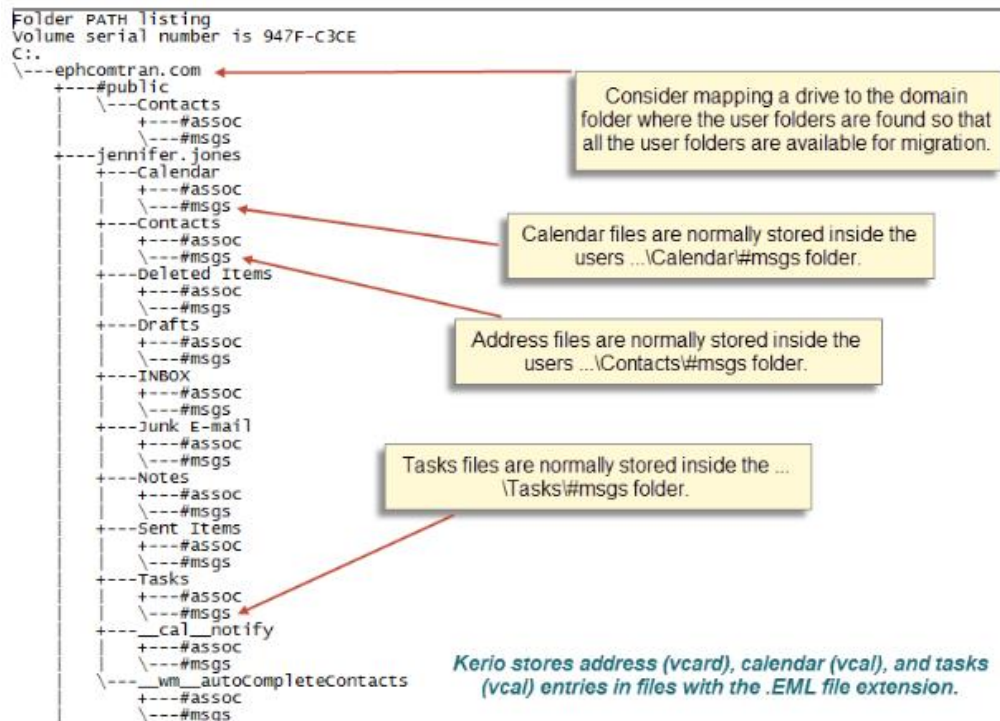 Folder PATH listing
Volume serial number is 947F-C3CE
C:.
\---ephcomtran.com
    +---#public
    |   \---Contacts
    |       +---#assoc
    |       \---#msgs
    +---jennifer.jones
    |   +---Calendar
    |   |   +---#assoc
    |   |   \---#msgs
    |   +---Contacts
    |   |   +---#assoc
    |   |   \---#msgs
    |   +---Deleted Items
    |   |   +---#assoc
    |   |   \---#msgs
    |   +---Drafts
    |   |   +---#assoc
    |   |   \---#msgs
    |   +---INBOX
    |   |   +---#assoc
    |   |   \---#msgs
    |   +---Junk E-mail
    |   |   +---#assoc
    |   |   \---#msgs
    |   +---Notes
    |   |   +---#assoc
    |   |   \---#msgs
    |   +---Sent Items
    |   |   +---#assoc
    |   |   \---#msgs
    |   +---Tasks
    |   |   +---#assoc
    |   |   \---#msgs
    |   +---__cal__notify
    |   |   +---#assoc
    |   |   \---#msgs
    |   \---__wm__autoCompleteContacts
    |       +---#assoc
    |       \---#msgs
Consider mapping a drive to the domain
folder where the user folders are found so that
all the user folders are available for migration.
Calendar files are normally stored inside the
users ...\Calendar\#msgs folder.
Address files are normally stored inside the
users ...\Contacts\#msgs folder.
Tasks files are normally stored inside the ...
\Tasks\#msgs folder.
Kerio stores address (vcard), calendar (vcal), and tasks
(vcal) entries in files with the .EML file extension.